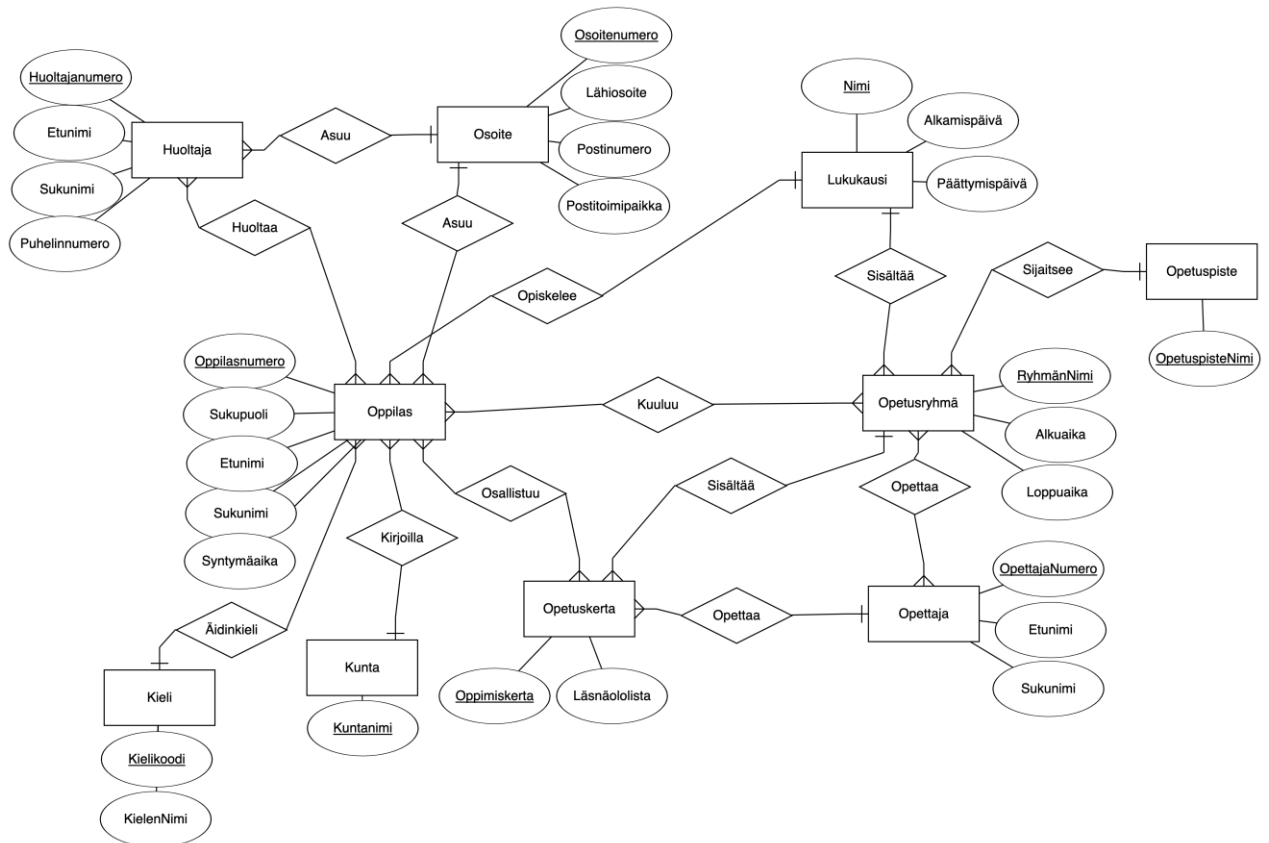 Osoitenumero
Huoltajanumero
Nimi
Lähiosoite
Alkamispäivä
Etunimi
Huoltaja
Asuu
Osoite
Postinumero
Lukukausi
Päättymispäivä
Sukunimi
Postitoimipaikka
Huoltaa
Asuu
Puhelinnumero
Sisältää
Sijaitsee
Opetuspiste
Opiskelee
OpetuspisteNimi
Oppilasnumero
RyhmänNimi
Sukupuoli
Oppilas
Kuuluu
Opetusryhmä
Alkuaika
Etunimi
Sisältää
Opettaa
Loppuaika
Sukunimi
Osallistuu
Kirjoilla
Syntymäaika
OpettajaNumero
Opetuskerta
Opettaa
Opettaja
Etunimi
Äidinkieli
Kunta
Sukunimi
Kieli
Oppimiskerta
Läsnäololista
Kuntanimi
Kielikoodi
KielenNimi